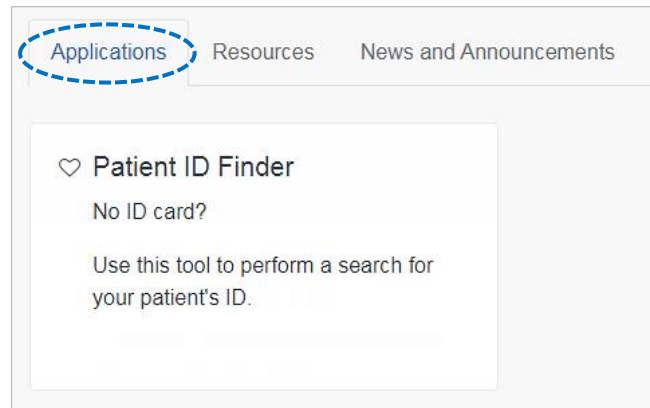 Applications Resources News and Announcements
Patient ID Finder
No ID card?
Use this tool to perform a search for
your patient's ID.